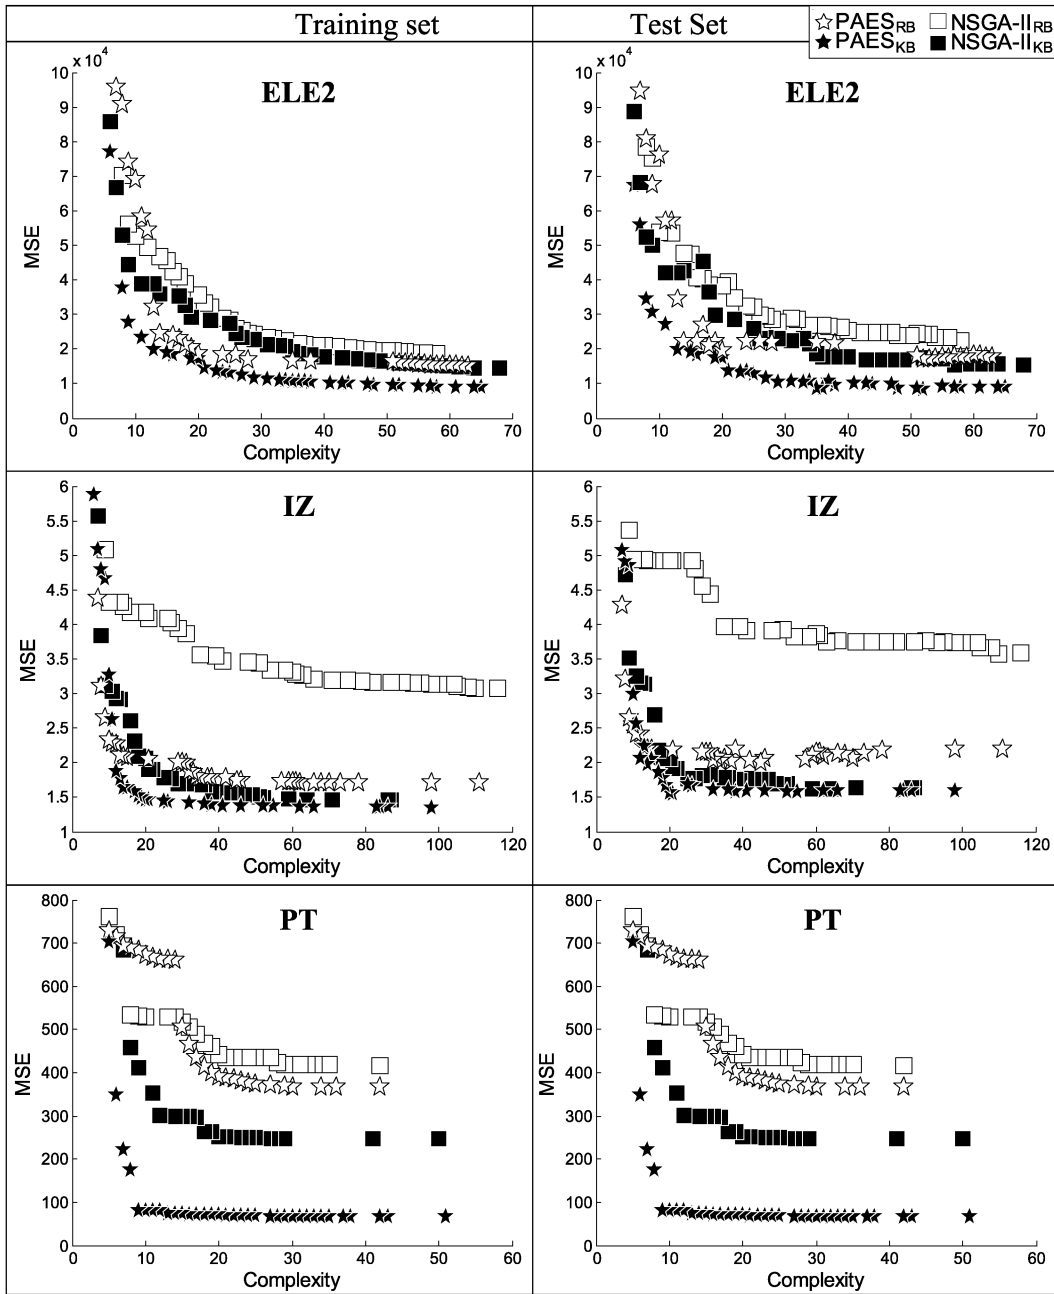 Training set
Test Set
PAES_RB NSGA-II_RB
PAES_KB NSGA-II_KB
x 10^4
ELE2
10
9
8
7
6
5
4
3
2
1
0
MSE
0 10 20 30 40 50 60 70
Complexity
x 10^4
ELE2
10
9
8
7
6
5
4
3
2
1
0
MSE
0 10 20 30 40 50 60 70
Complexity
IZ
6
5.5
5
4.5
4
3.5
3
2.5
2
1.5
1
MSE
0 20 40 60 80 100 120
Complexity
IZ
6
5.5
5
4.5
4
3.5
3
2.5
2
1.5
1
MSE
0 20 40 60 80 100 120
Complexity
PT
800
700
600
500
400
300
200
100
0
MSE
0 10 20 30 40 50 60
Complexity
PT
800
700
600
500
400
300
200
100
0
MSE
0 10 20 30 40 50 60
Complexity